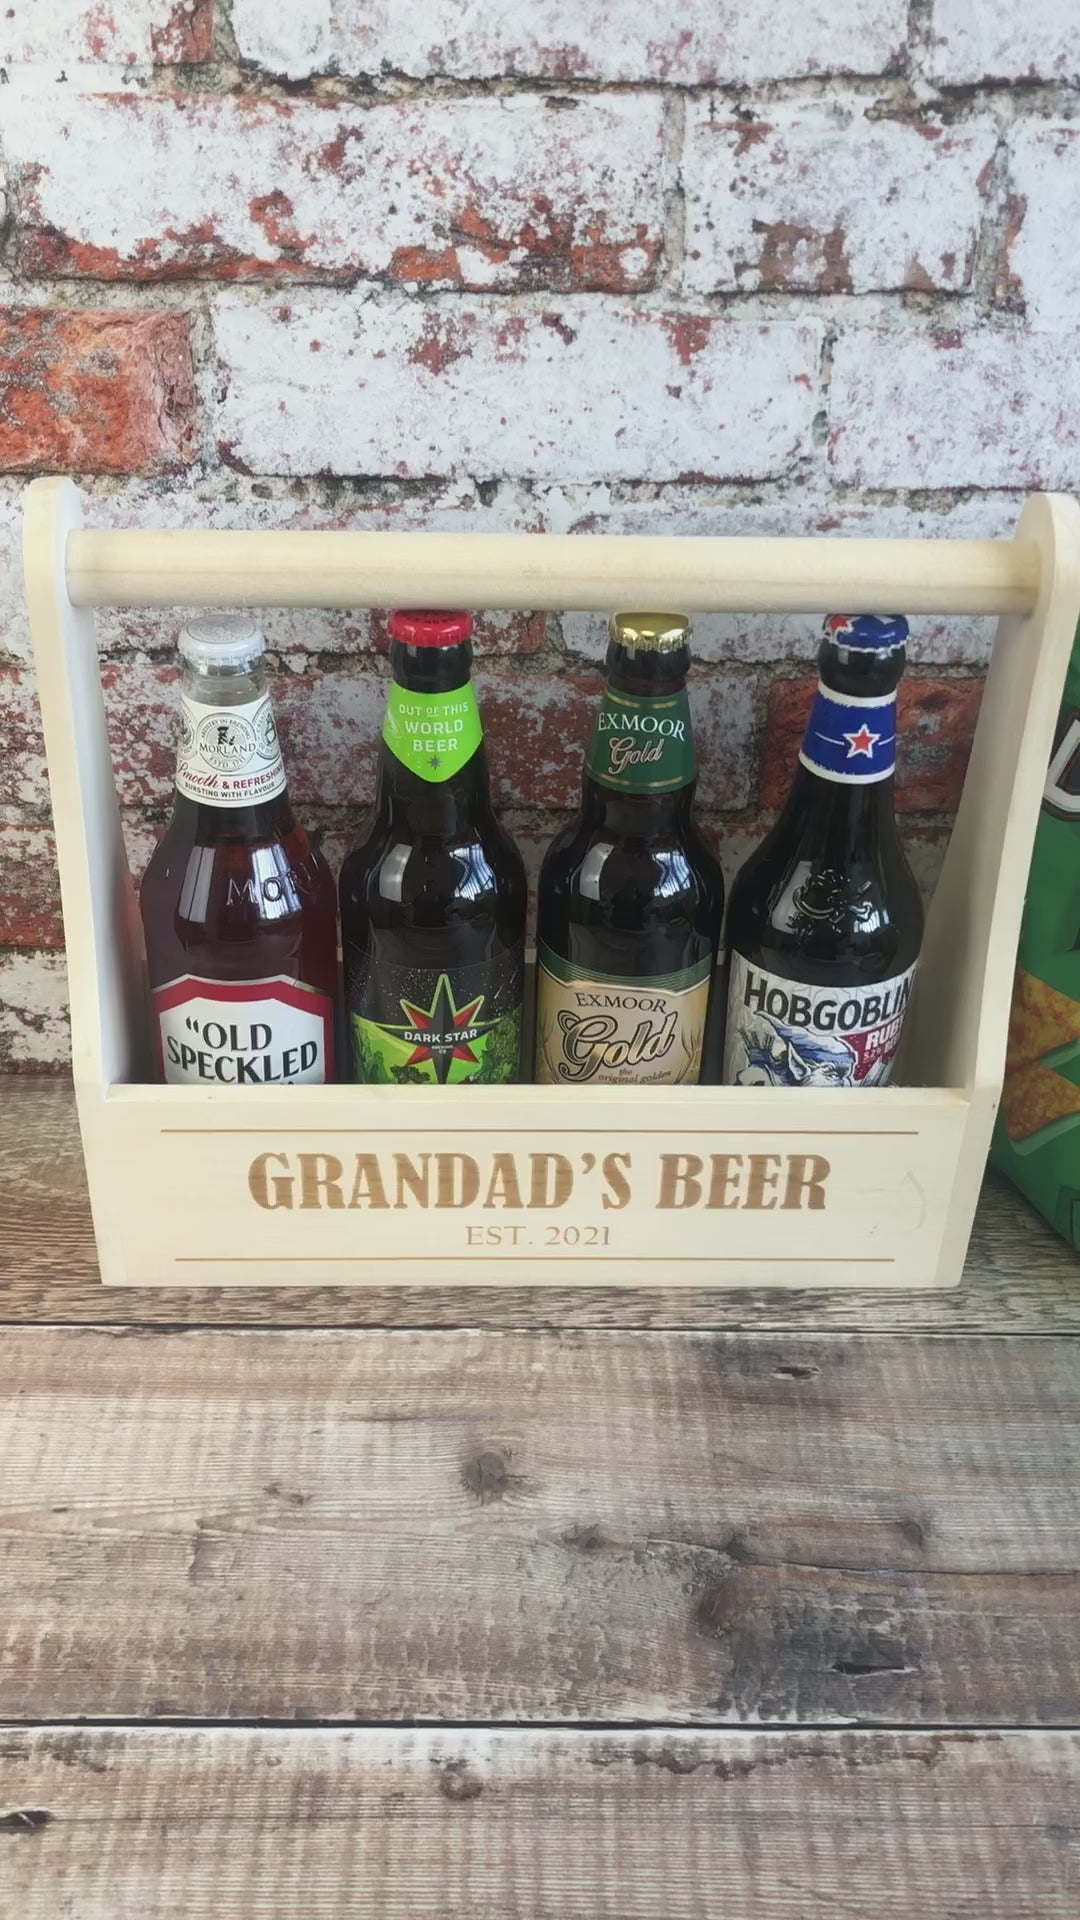 MORLAND
Smooth & REFRESHING
BURSTING WITH FLAVOUR
OUT OF THIS
WORLD
BEER
EXMOOR
Gold
"OLD
SPECKLED
DARK STAR
EXMOOR
Gold
the
original golden
HOBGOBLIN
GRANDAD'S BEER
EST. 2021